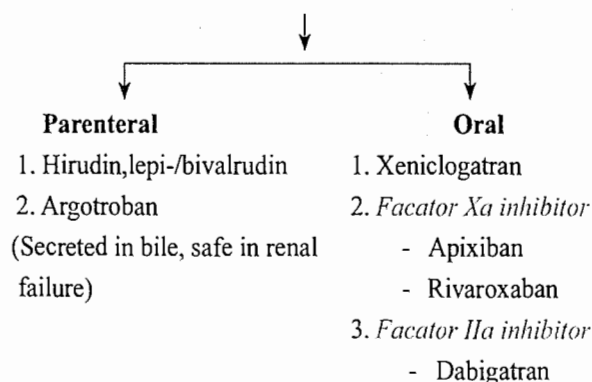 Parenteral
1. Hirudin,lepi-/bivalrudin
2. Argotroban
(Secreted in bile, safe in renal
failure)
Oral
1. Xeniclogatran
2. Facator Xa inhibitor
- Apixiban
- Rivaroxaban
3. Facator IIa inhibitor
- Dabigatran